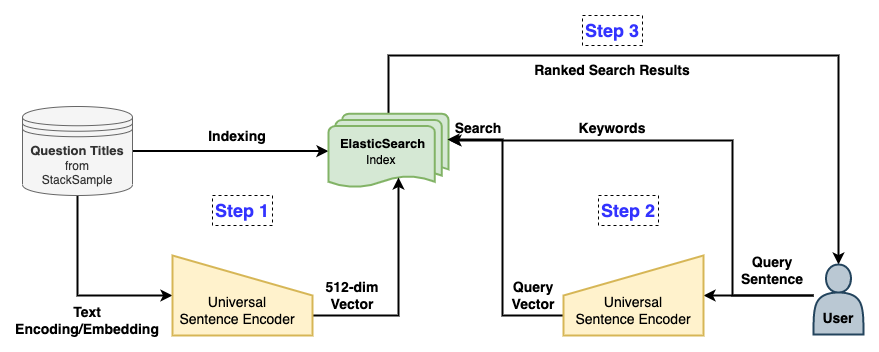 Step 3
Ranked Search Results
Question Titles
from
StackSample
Indexing
ElasticSearch
Index
Search
Keywords
Step 1
Step 2
Text
Encoding/Embedding
Universal
Sentence Encoder
512-dim
Vector
Query
Vector
Universal
Sentence Encoder
Query
Sentence
User